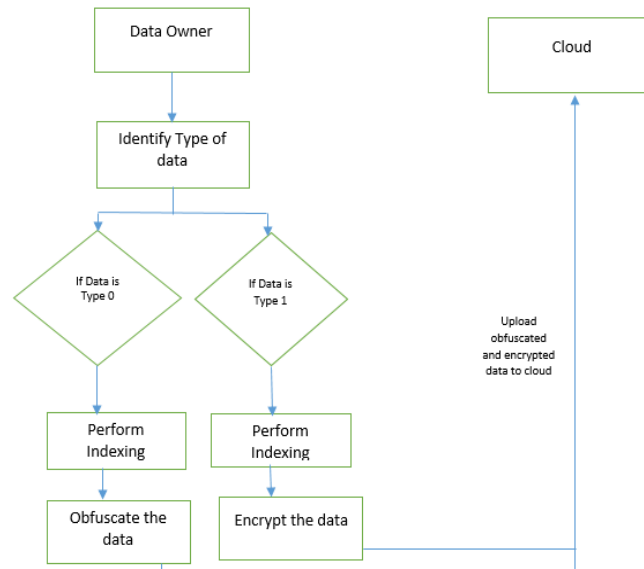 Data Owner
Cloud
Identify Type of
data
If Data is
Type 0
If Data is
Type 1
Upload
obfuscated
and encrypted
data to cloud
Perform
Indexing
Perform
Indexing
Obfuscate the
data
Encrypt the data